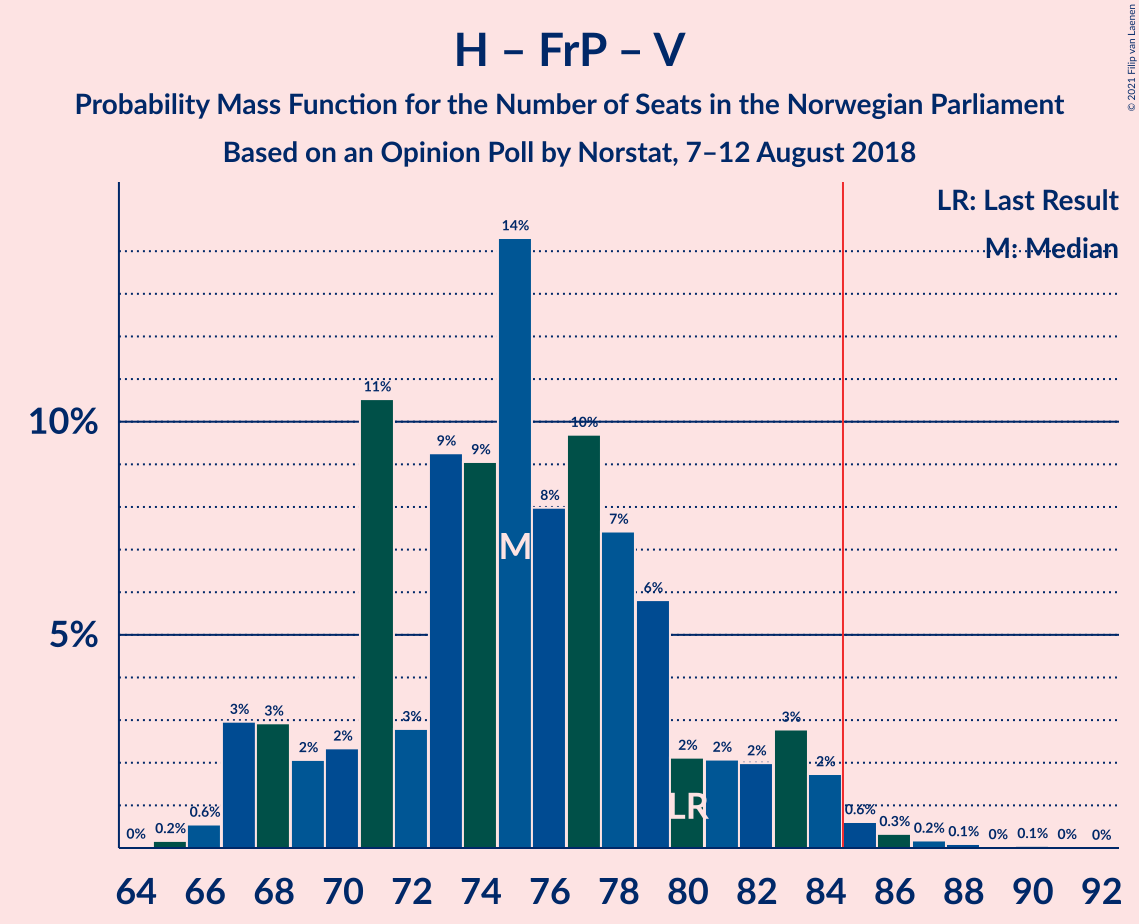 H – FrP – V
Probability Mass Function for the Number of Seats in the Norwegian Parliament
Based on an Opinion Poll by Norstat, 7–12 August 2018
© 2021 Filip van Laenen
LR: Last Result
M: Median
10%
5%
0% 0.2% 0.6% 3% 3% 2% 2% 11% 3% 9% 9% 14% 8% 10% 7% 6% 2% 2% 2% 3% 2% 0.6% 0.3% 0.2% 0.1% 0% 0.1% 0% 0%
M
LR
64 66 68 70 72 74 76 78 80 82 84 86 88 90 92